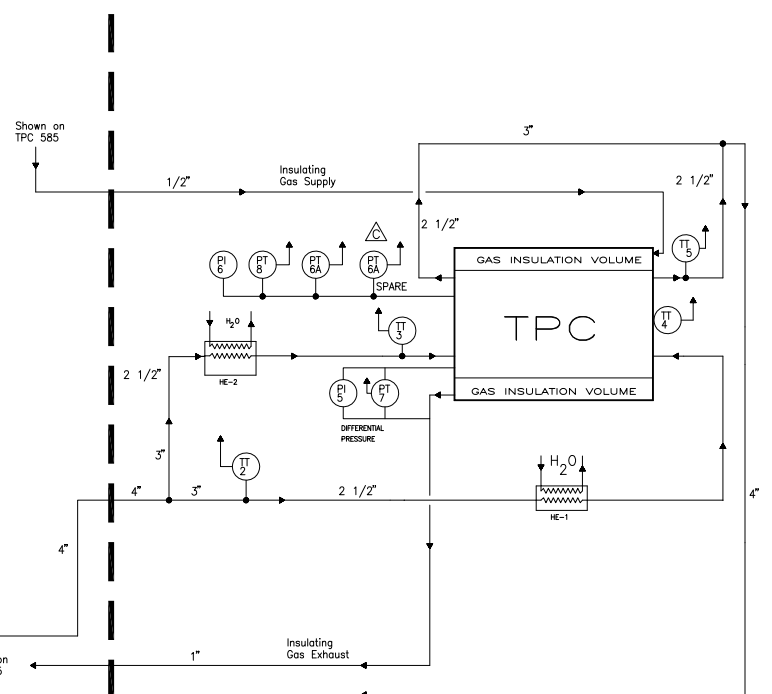 3"
Shown on
TPC 585
1/2"
Insulating
Gas Supply
2 1/2"
2 1/2"
C
PI
6
PT
8
PT
6A
PT
6A
SPARE
TT
5
GAS INSULATION VOLUME
TPC
TT
4
H2O
HE-2
TT
3
2 1/2"
PI
5
PT
7
GAS INSULATION VOLUME
DIFFERENTIAL
PRESSURE
3"
TT
2
H2O
4"
3"
2 1/2"
4"
HE-1
4"
Insulating
Gas Exhaust
1"
on